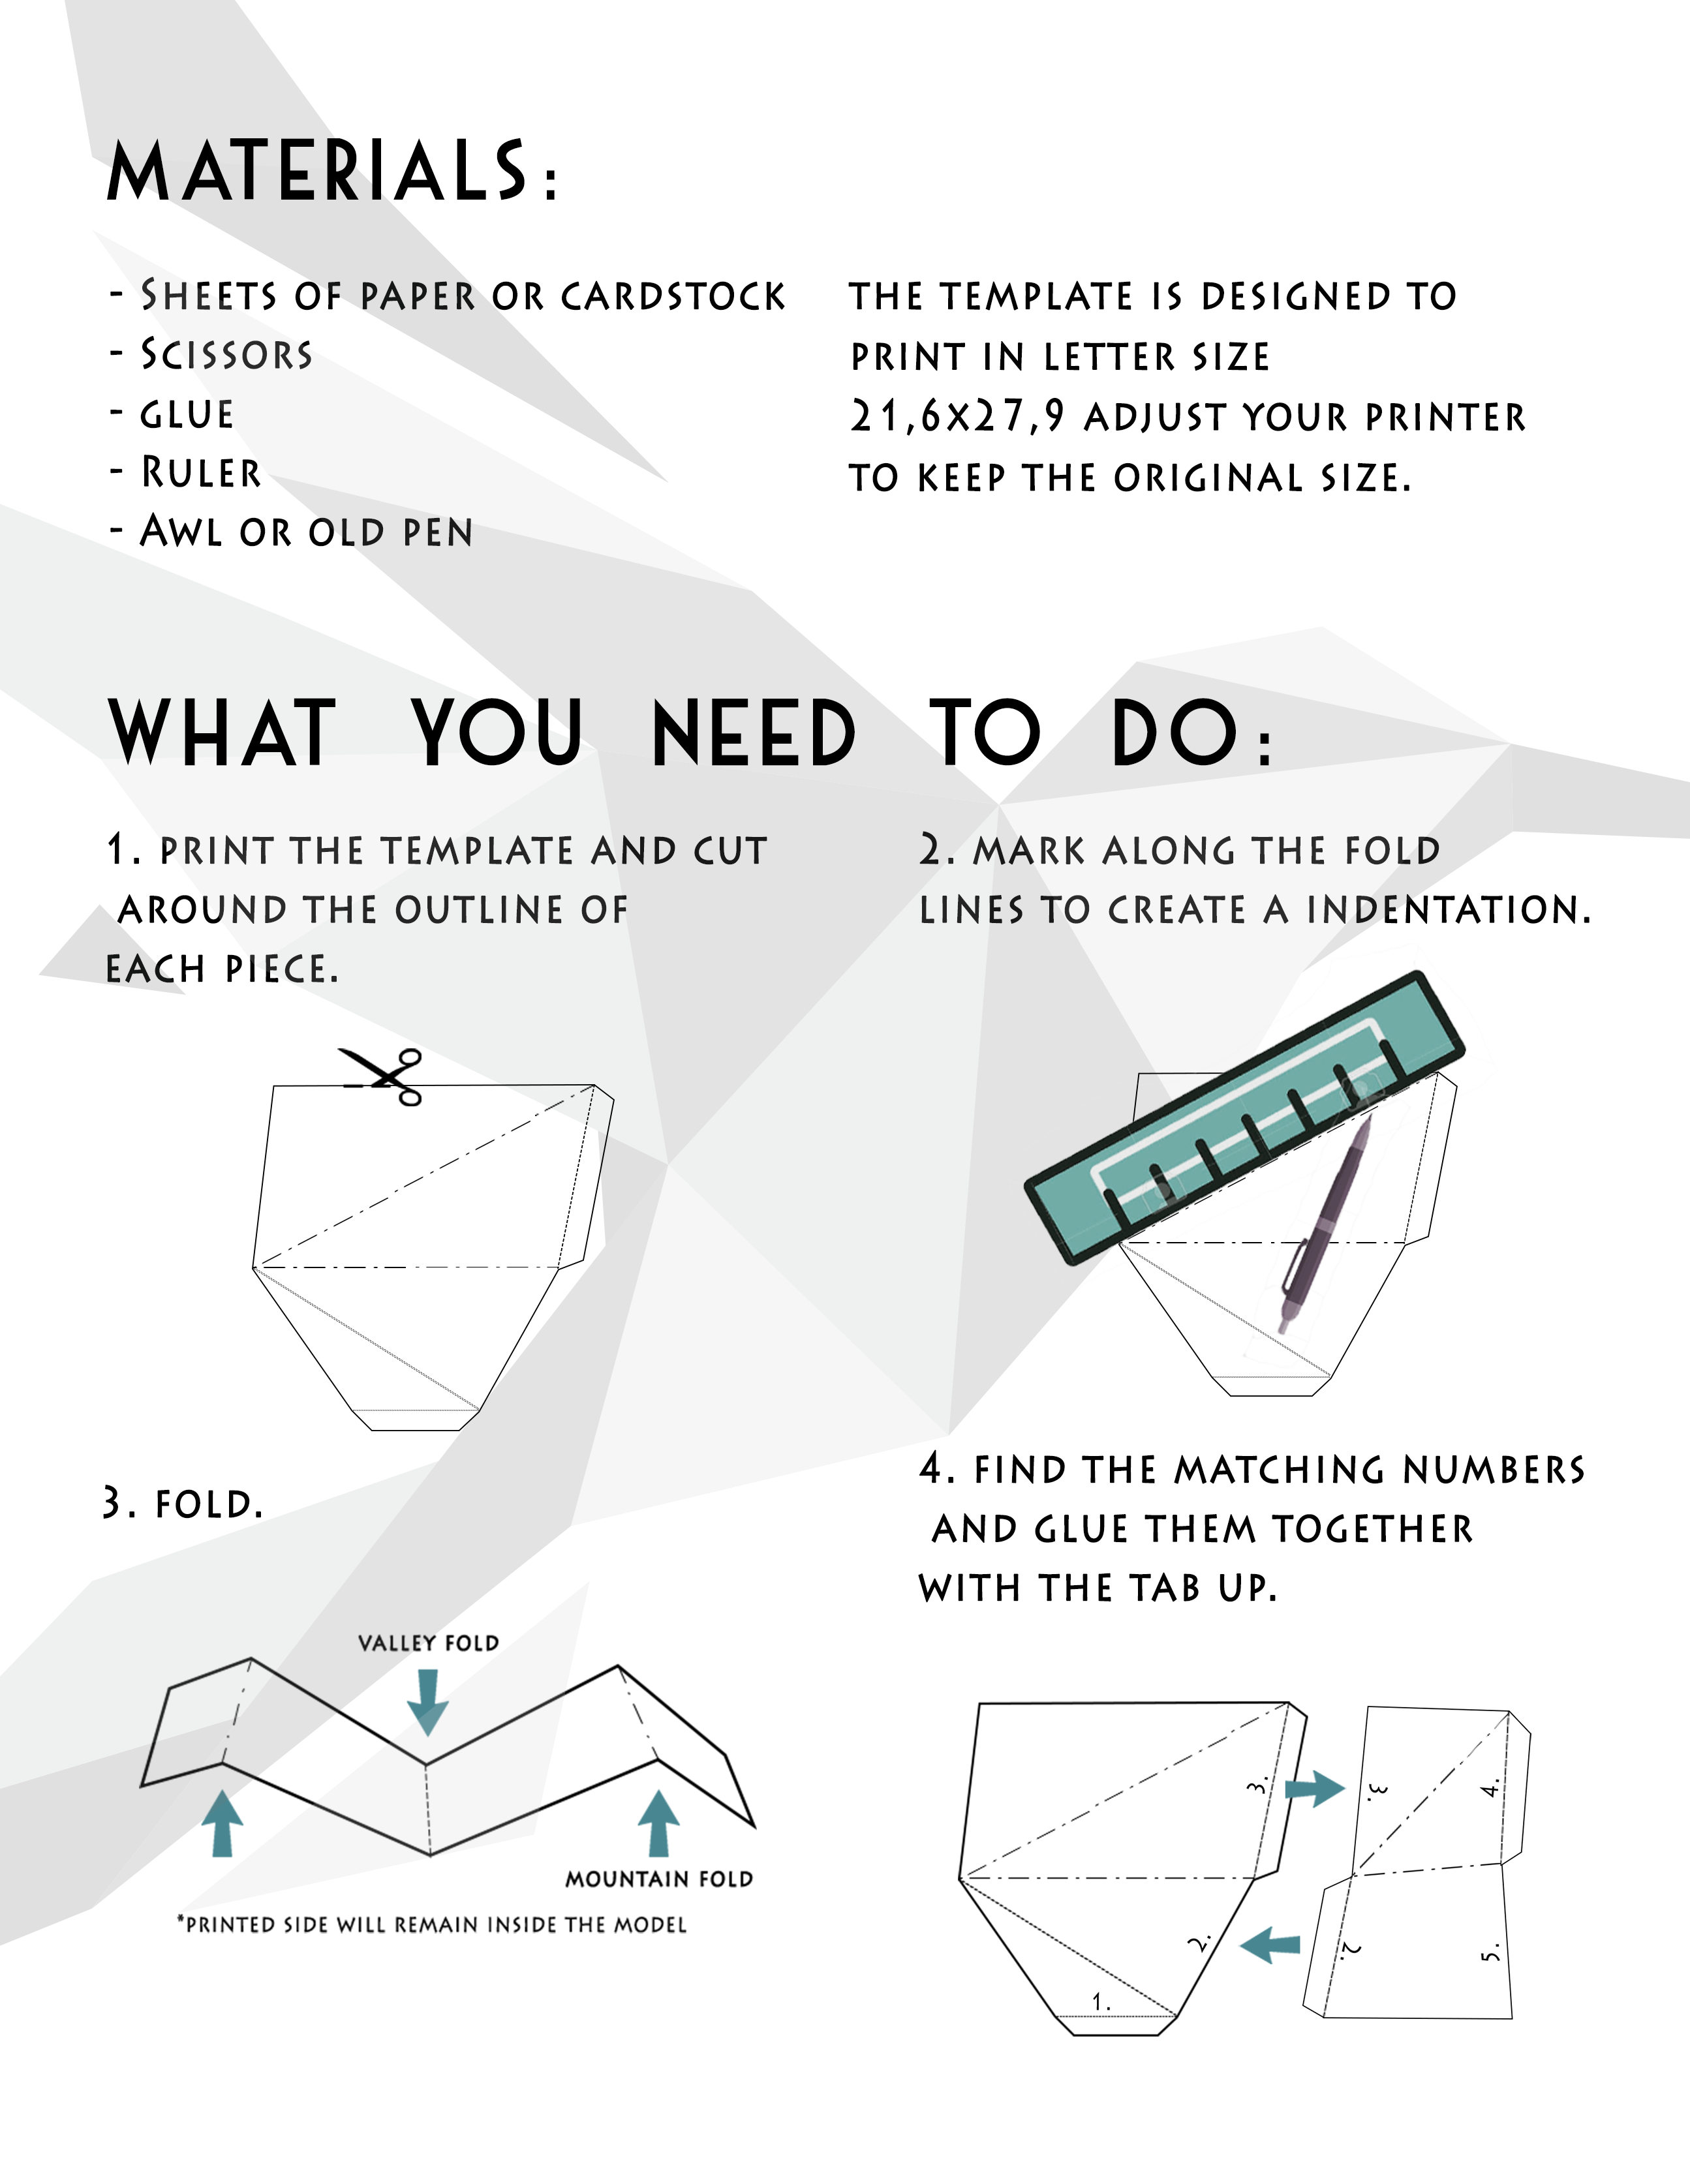 MATERIALS:
- SHEETS OF PAPER OR CARDSTOCK
- SCISSORS
- GLUE
- RULER
- AWL OR OLD PEN
THE TEMPLATE IS DESIGNED TO
PRINT IN LETTER SIZE
21,6X27,9 ADJUST YOUR PRINTER
TO KEEP THE ORIGINAL SIZE.
WHAT YOU NEED TO DO:
1. PRINT THE TEMPLATE AND CUT
AROUND THE OUTLINE OF
EACH PIECE.
2. MARK ALONG THE FOLD
LINES TO CREATE A INDENTATION.
3. FOLD.
VALLEY FOLD
MOUNTAIN FOLD
*PRINTED SIDE WILL REMAIN INSIDE THE MODEL
4. FIND THE MATCHING NUMBERS
AND GLUE THEM TOGETHER
WITH THE TAB UP.
3.
3.
4.
2.
2.
5.
1.